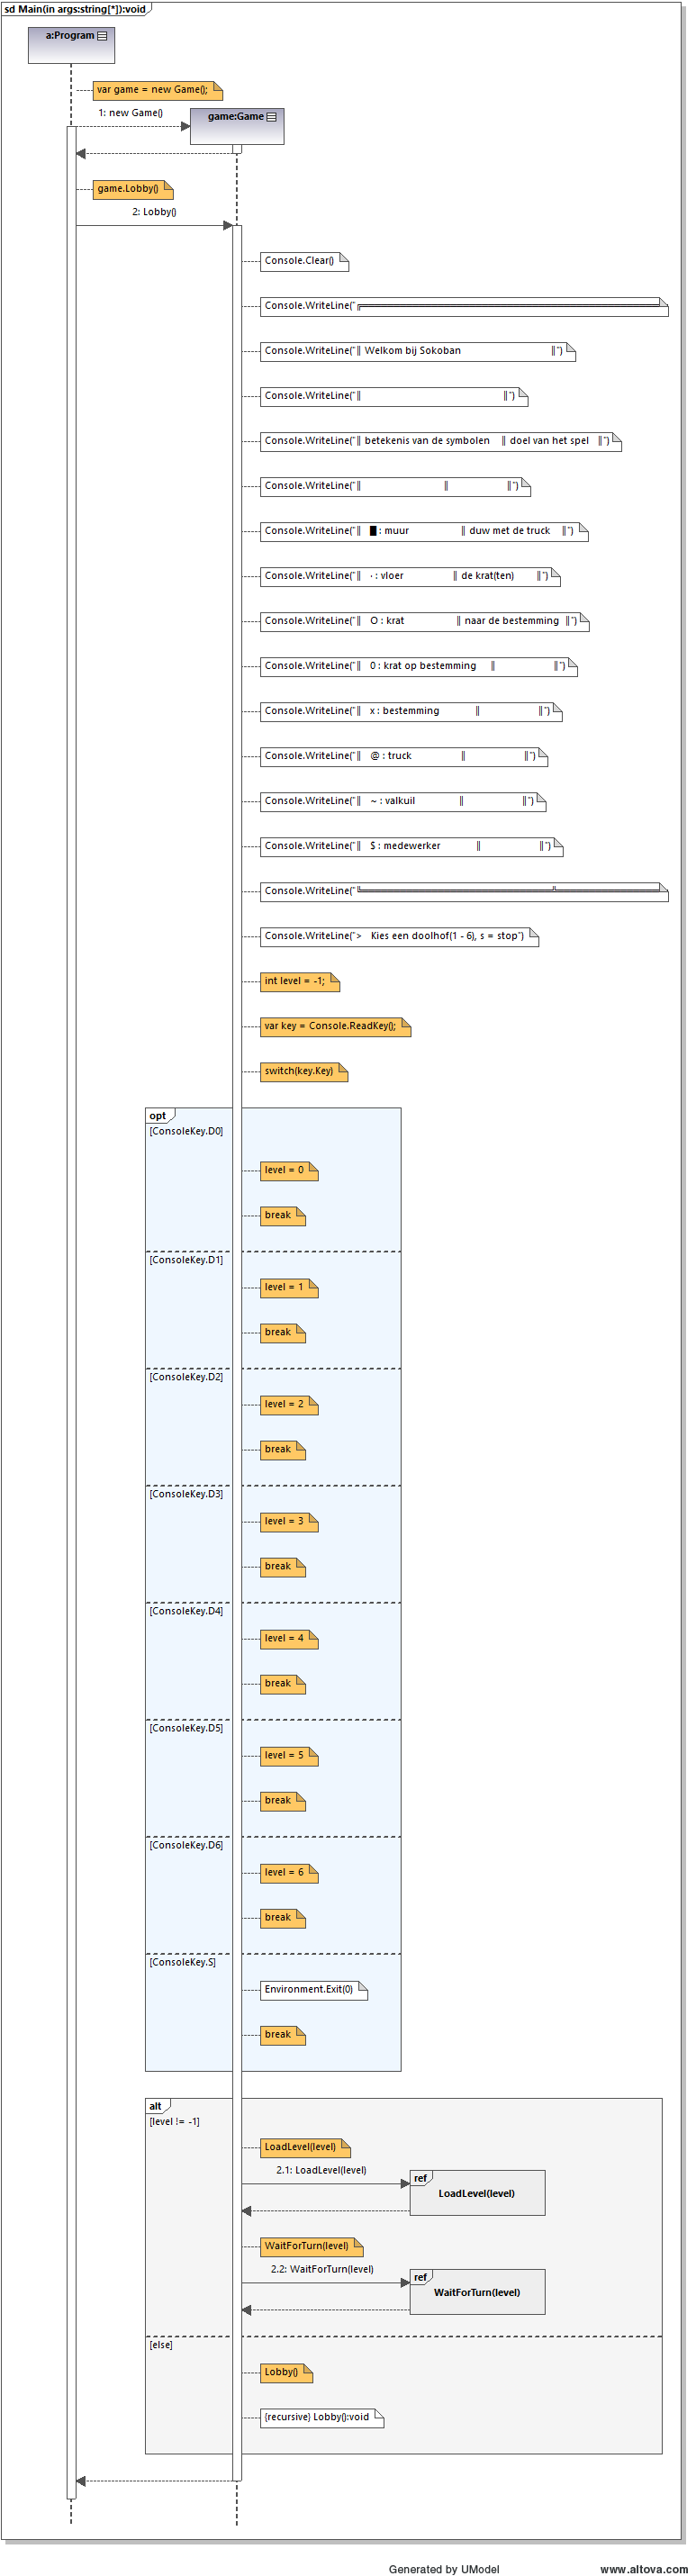 sd Main(in args:string[*]):void
a:Program
var game = new Game();
1: new Game()
game:Game
game.Lobby()
2: Lobby()
Console.Clear()
Console.WriteLine("╔══════════════════════════════════
Console.WriteLine("║ Welkom bij Sokoban ║")
Console.WriteLine("║ ║")
Console.WriteLine("║ betekenis van de symbolen ║ doel van het spel ║")
Console.WriteLine("║ ║ ║")
Console.WriteLine("║ █ : muur ║ duw met de truck ║")
Console.WriteLine("║ · : vloer ║ de krat(ten) ║")
Console.WriteLine("║ O : krat ║ naar de bestemming ║")
Console.WriteLine("║ 0 : krat op bestemming ║ ║")
Console.WriteLine("║ x : bestemming ║ ║")
Console.WriteLine("║ @ : truck ║ ║")
Console.WriteLine("║ ~ : valkuil ║ ║")
Console.WriteLine("║ $ : medewerker ║ ║")
Console.WriteLine("╚══════════════════════╩═══════════
Console.WriteLine("> Kies een doolhof(1 - 6), s = stop")
int level = -1;
var key = Console.ReadKey();
switch(key.Key)
opt
[ConsoleKey.D0]
level = 0
break
[ConsoleKey.D1]
level = 1
break
[ConsoleKey.D2]
level = 2
break
[ConsoleKey.D3]
level = 3
break
[ConsoleKey.D4]
level = 4
break
[ConsoleKey.D5]
level = 5
break
[ConsoleKey.D6]
level = 6
break
[ConsoleKey.S]
Environment.Exit(0)
break
alt
[level != -1]
LoadLevel(level)
2.1: LoadLevel(level)
ref
LoadLevel(level)
WaitForTurn(level)
2.2: WaitForTurn(level)
ref
WaitForTurn(level)
[else]
Lobby()
{recursive} Lobby():void
Generated by UModel www.altova.com